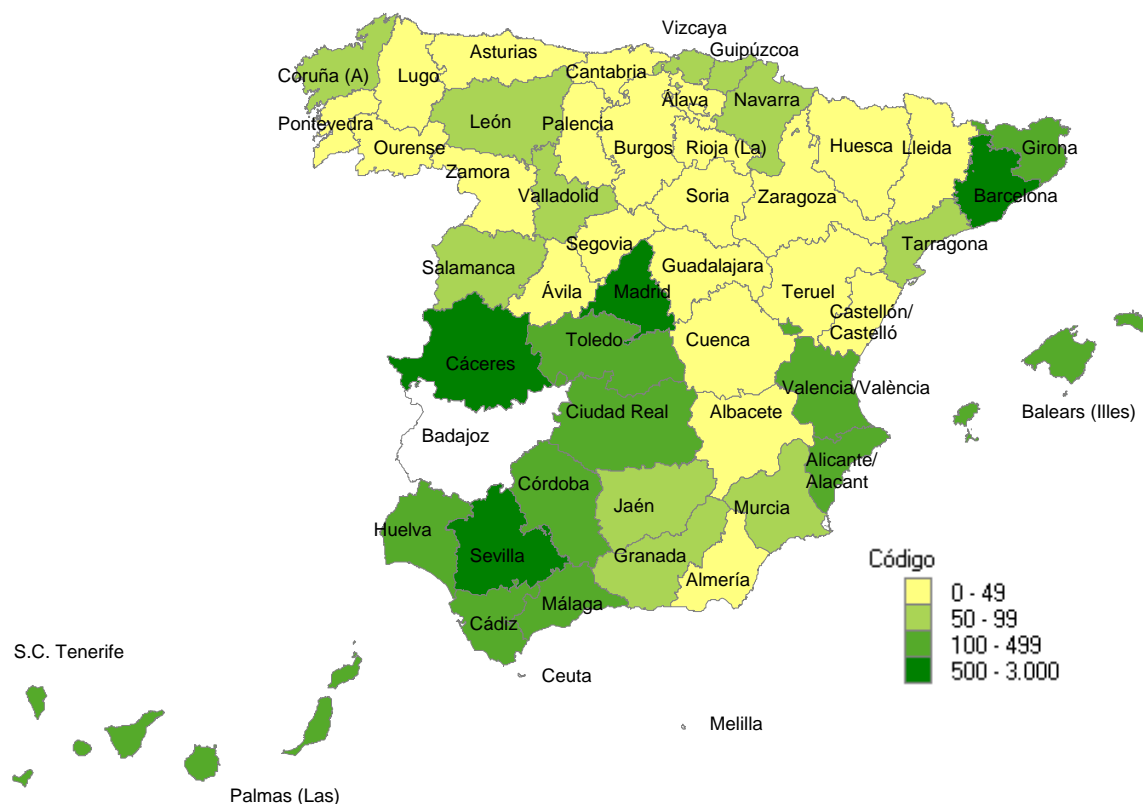 Vizcaya
Asturias
Guipúzcoa
Coruña (A)
Lugo
Cantabria
Álava
Navarra
León
Palencia
Pontevedra
Ourense
Burgos
Rioja (La)
Huesca
Lleida
Girona
Zamora
Valladolid
Soria
Zaragoza
Barcelona
Segovia
Tarragona
Salamanca
Guadalajara
Ávila
Madrid
Teruel
Castellón/
Castelló
Toledo
Cuenca
Cáceres
Valencia/València
Ciudad Real
Albacete
Balears (Illes)
Badajoz
Alicante/
Alacant
Córdoba
Jaén
Murcia
Huelva
Sevilla
Granada
Almería
Málaga
Cádiz
Código
0 - 49
50 - 99
100 - 499
500 - 3.000
S.C. Tenerife
Ceuta
Melilla
Palmas (Las)